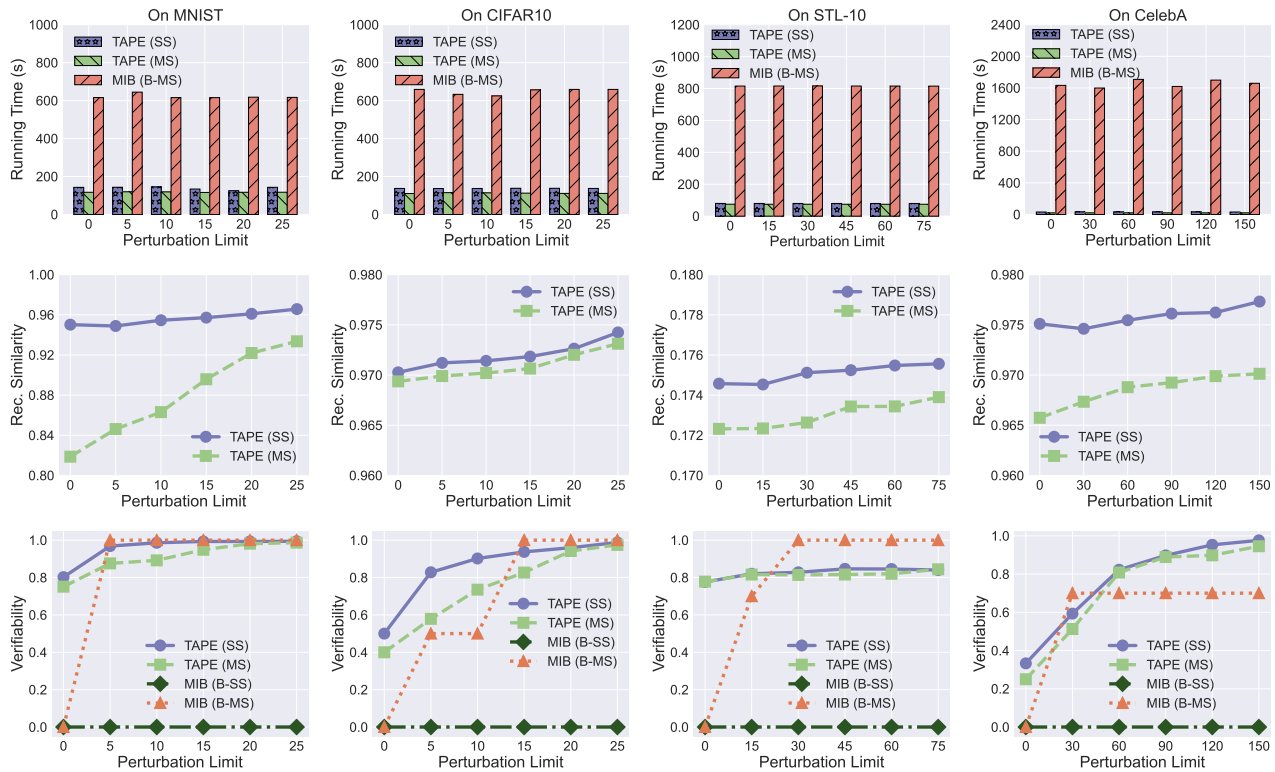 On MNIST
1000
800
600
400
200
0
Running Time (s)
TAPE (SS)
TAPE (MS)
MIB (B-MS)
0 5 10 15 20 25
Perturbation Limit
On CIFAR10
1000
800
600
400
200
0
Running Time (s)
TAPE (SS)
TAPE (MS)
MIB (B-MS)
0 5 10 15 20 25
Perturbation Limit
On STL-10
1200
1000
800
600
400
200
0
Running Time (s)
TAPE (SS)
TAPE (MS)
MIB (B-MS)
0 15 30 45 60 75
Perturbation Limit
On CelebA
2400
2000
1600
1200
800
400
0
Running Time (s)
TAPE (SS)
TAPE (MS)
MIB (B-MS)
0 30 60 90 120 150
Perturbation Limit
1.00
0.96
0.92
0.88
0.84
0.80
Rec. Similarity
TAPE (SS)
TAPE (MS)
0 5 10 15 20 25
Perturbation Limit
0.980
0.975
0.970
0.965
0.960
Rec. Similarity
TAPE (SS)
TAPE (MS)
0 5 10 15 20 25
Perturbation Limit
0.180
0.178
0.176
0.174
0.172
0.170
Rec. Similarity
TAPE (SS)
TAPE (MS)
0 15 30 45 60 75
Perturbation Limit
0.980
0.975
0.970
0.965
0.960
Rec. Similarity
TAPE (SS)
TAPE (MS)
0 30 60 90 120 150
Perturbation Limit
1.0
0.8
0.6
0.4
0.2
0.0
Verifiability
TAPE (SS)
TAPE (MS)
MIB (B-SS)
MIB (B-MS)
0 5 10 15 20 25
Perturbation Limit
1.0
0.8
0.6
0.4
0.2
0.0
Verifiability
TAPE (SS)
TAPE (MS)
MIB (B-SS)
MIB (B-MS)
0 5 10 15 20 25
Perturbation Limit
1.0
0.8
0.6
0.4
0.2
0.0
Verifiability
TAPE (SS)
TAPE (MS)
MIB (B-SS)
MIB (B-MS)
0 15 30 45 60 75
Perturbation Limit
1.0
0.8
0.6
0.4
0.2
0.0
Verifiability
TAPE (SS)
TAPE (MS)
MIB (B-SS)
MIB (B-MS)
0 30 60 90 120 150
Perturbation Limit